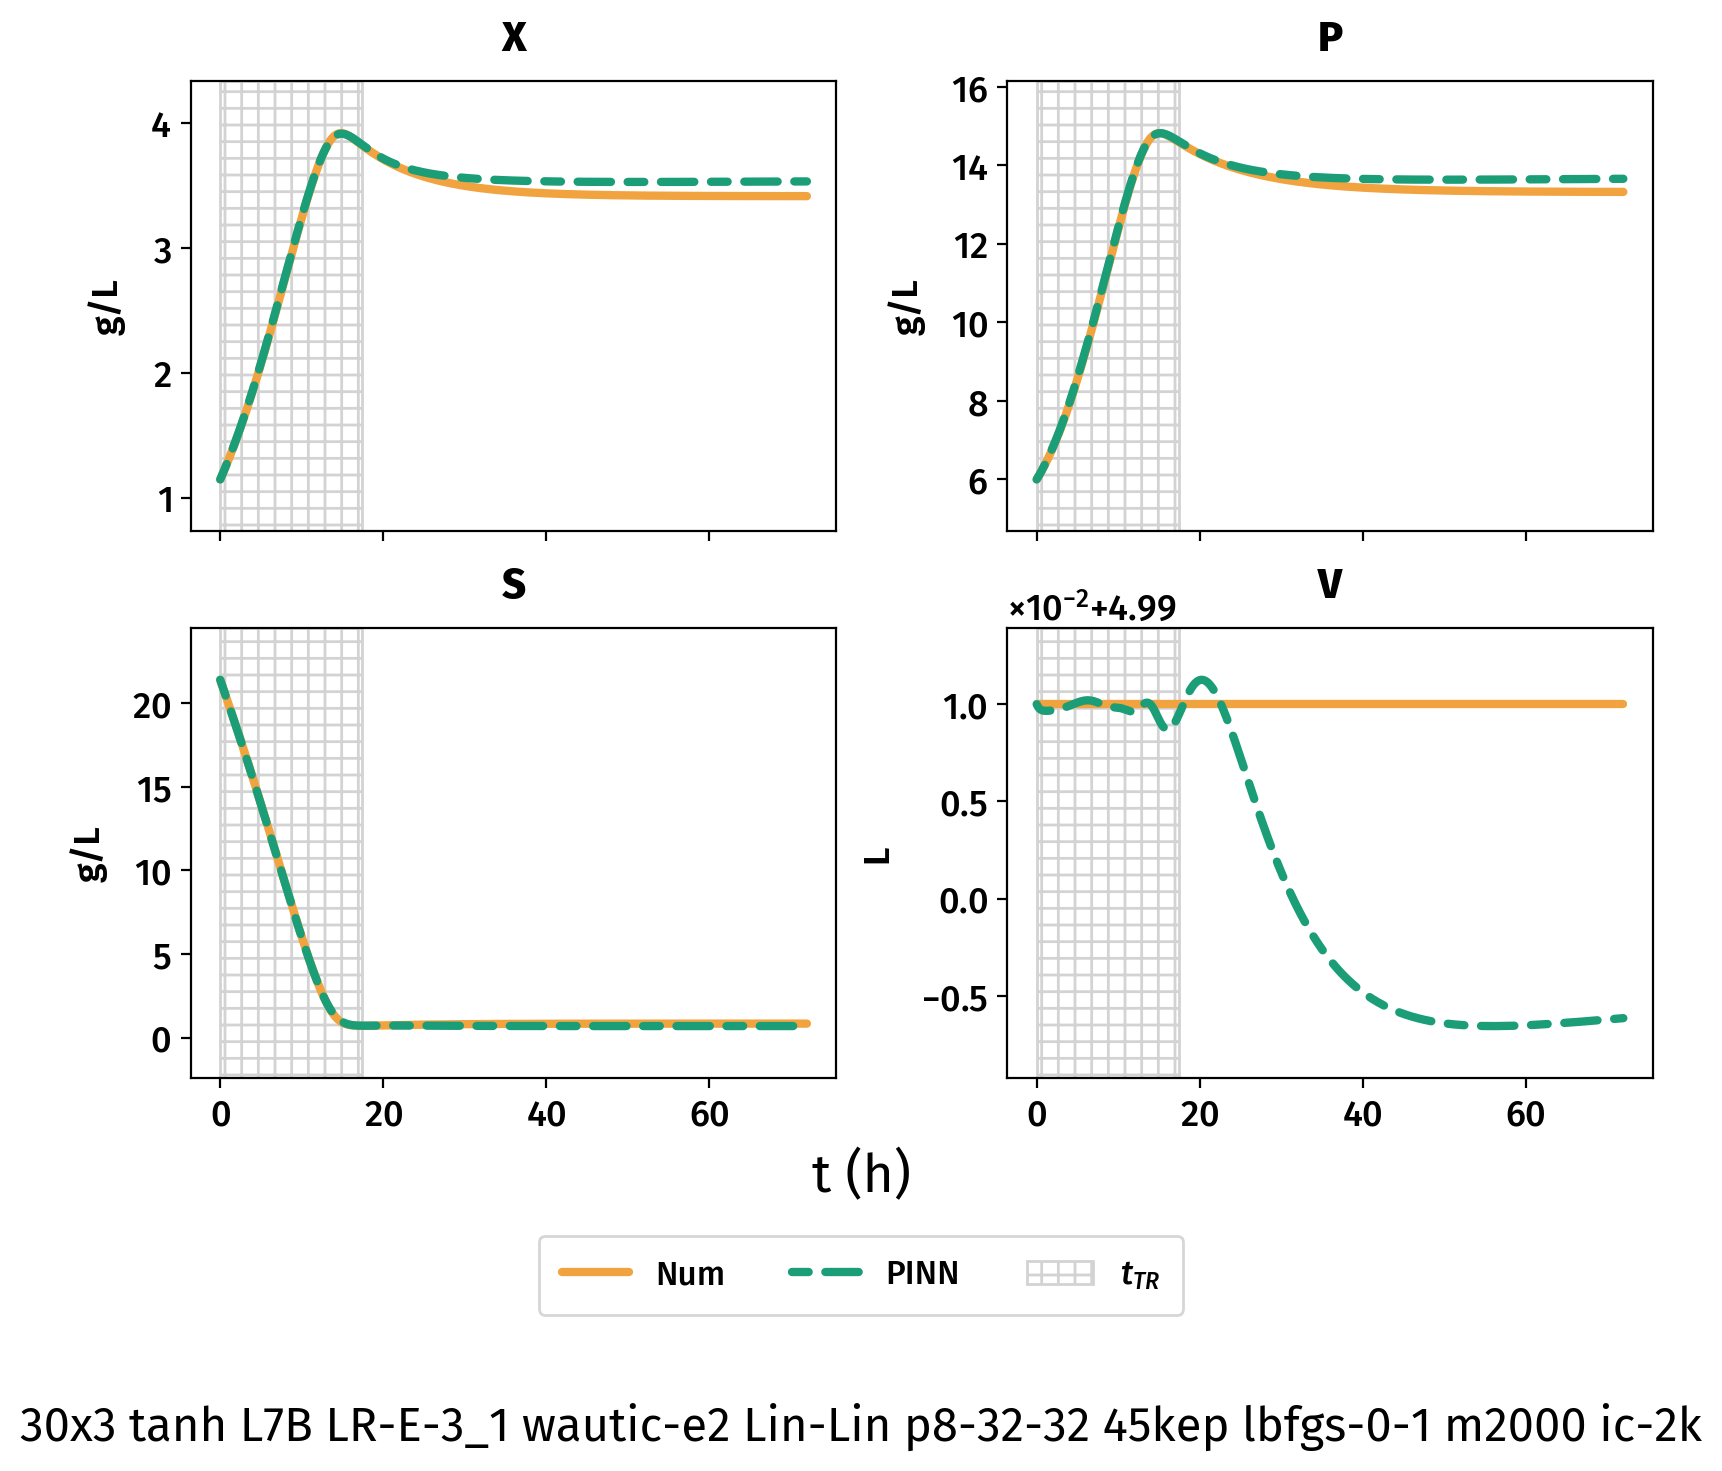 X
P
4
3
2
1
g/L
16
14
12
10
8
6
g/L
S
V
×10⁻²+4.99
20
15
10
5
0
g/L
1.0
0.5
0.0
−0.5
L
0 20 40 60
0 20 40 60
t (h)
Num PINN t_TR
30x3 tanh L7B LR-E-3_1 wautic-e2 Lin-Lin p8-32-32 45kep lbfgs-0-1 m2000 ic-2k